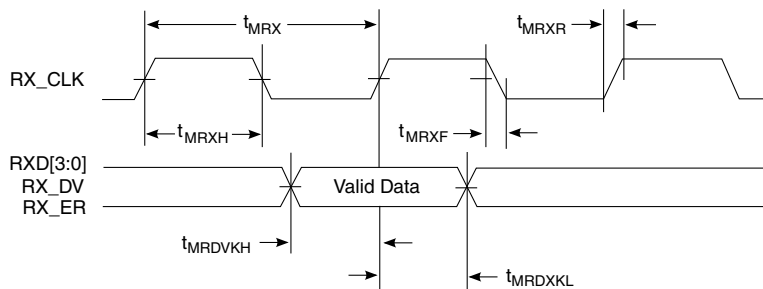 tMRX
tMRXR
RX_CLK
tMRXH
tMRXF
RXD[3:0]
RX_DV
RX_ER
Valid Data
tMRDVKH
tMRDXKL